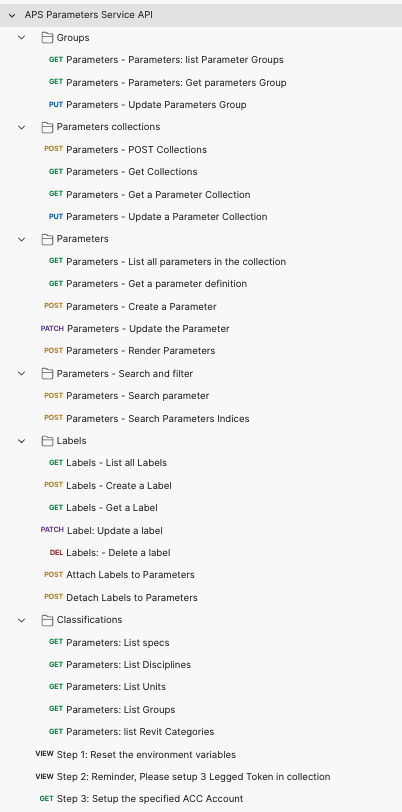 APS Parameters Service API
Groups
GET Parameters - Parameters: list Parameter Groups
GET Parameters - Parameters: Get parameters Group
PUT Parameters - Update Parameters Group
Parameters collections
POST Parameters - POST Collections
GET Parameters - Get Collections
GET Parameters - Get a Parameter Collection
PUT Parameters - Update a Parameter Collection
Parameters
GET Parameters - List all parameters in the collection
GET Parameters - Get a parameter definition
POST Parameters - Create a Parameter
PATCH Parameters - Update the Parameter
POST Parameters - Render Parameters
Parameters - Search and filter
POST Parameters - Search parameter
POST Parameters - Search Parameters Indices
Labels
GET Labels - List all Labels
POST Labels - Create a Label
GET Labels - Get a Label
PATCH Label: Update a label
DEL Labels: - Delete a label
POST Attach Labels to Parameters
POST Detach Labels to Parameters
Classifications
GET Parameters: List specs
GET Parameters: List Disciplines
GET Parameters: List Units
GET Parameters: List Groups
GET Parameters: list Revit Categories
VIEW Step 1: Reset the environment variables
VIEW Step 2: Reminder, Please setup 3 Legged Token in collection
GET Step 3: Setup the specified ACC Account